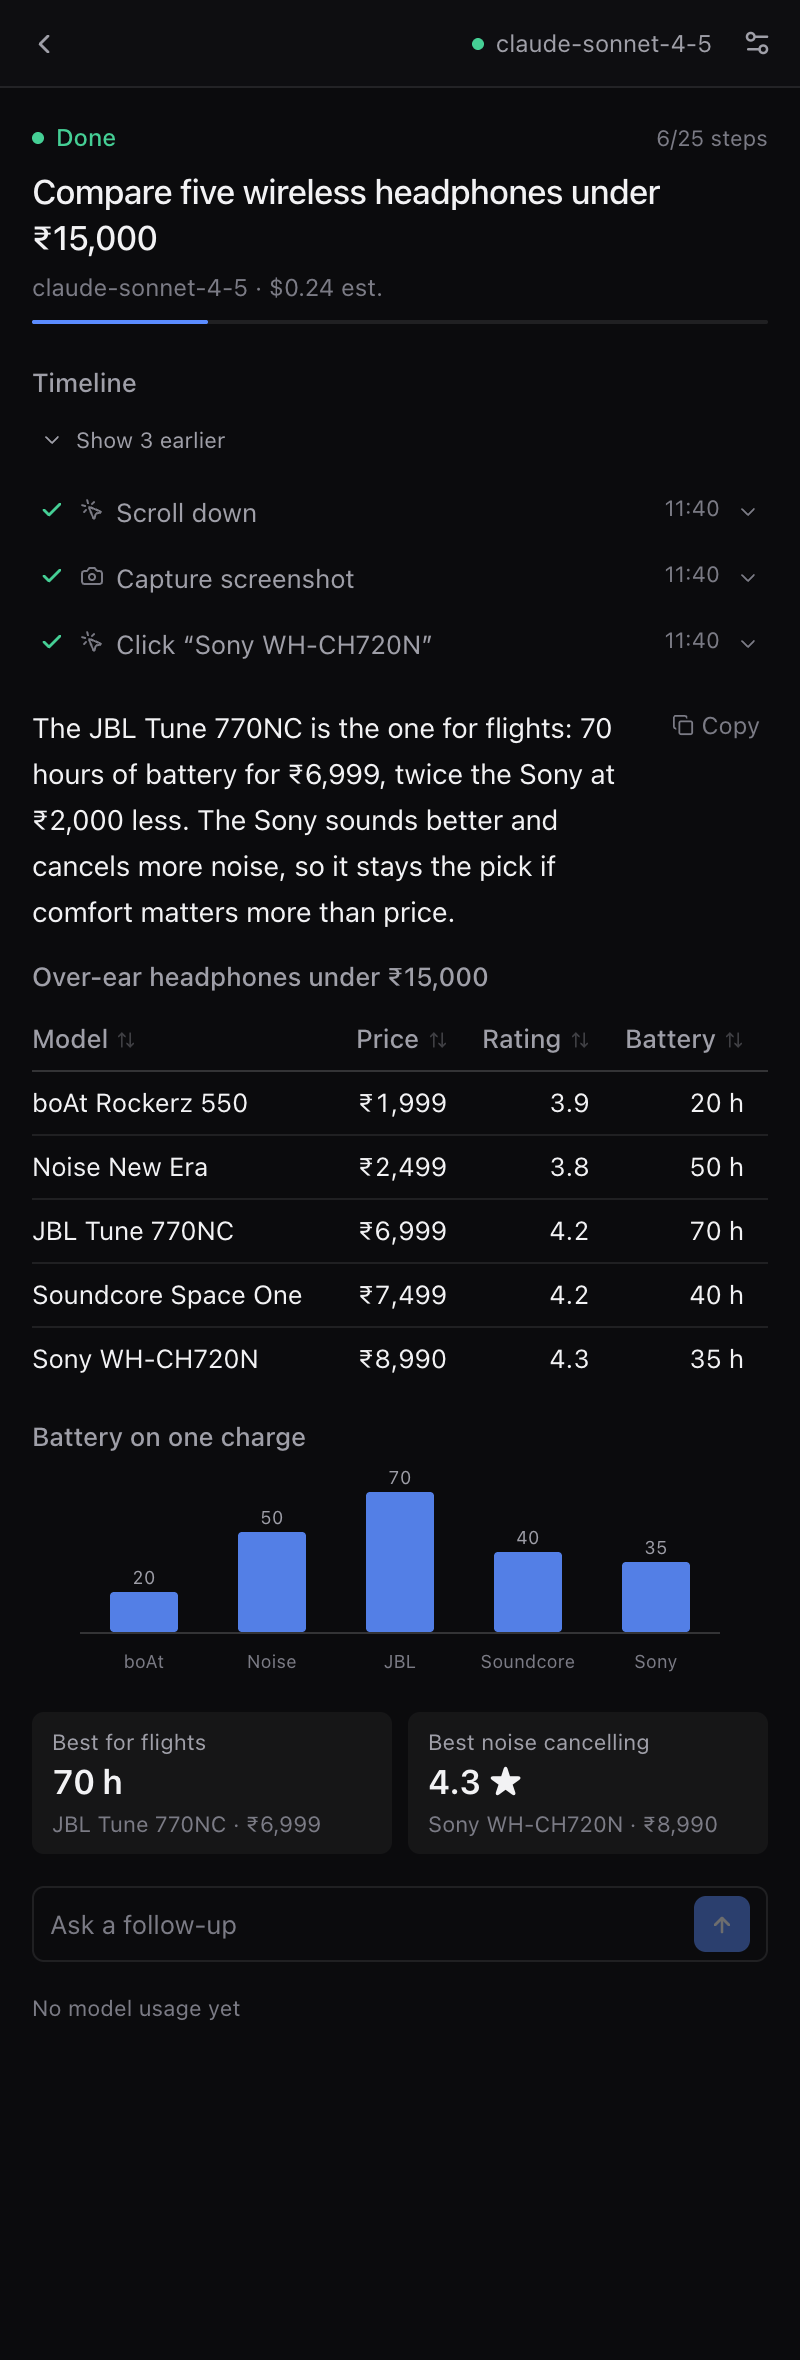 claude-sonnet-4-5
Done
6/25 steps
Compare five wireless headphones under
₹15,000
claude-sonnet-4-5 · $0.24 est.
Timeline
Show 3 earlier
Scroll down 11:40
Capture screenshot 11:40
Click “Sony WH-CH720N” 11:40
The JBL Tune 770NC is the one for flights: 70
Copy
hours of battery for ₹6,999, twice the Sony at
₹2,000 less. The Sony sounds better and
cancels more noise, so it stays the pick if
comfort matters more than price.
Over-ear headphones under ₹15,000
Model Price Rating Battery
boAt Rockerz 550 ₹1,999 3.9 20 h
Noise New Era ₹2,499 3.8 50 h
JBL Tune 770NC ₹6,999 4.2 70 h
Soundcore Space One ₹7,499 4.2 40 h
Sony WH-CH720N ₹8,990 4.3 35 h
Battery on one charge
20 50 70 40 35
boAt Noise JBL Soundcore Sony
Best for flights
70 h
JBL Tune 770NC · ₹6,999
Best noise cancelling
4.3 ★
Sony WH-CH720N · ₹8,990
Ask a follow-up
No model usage yet